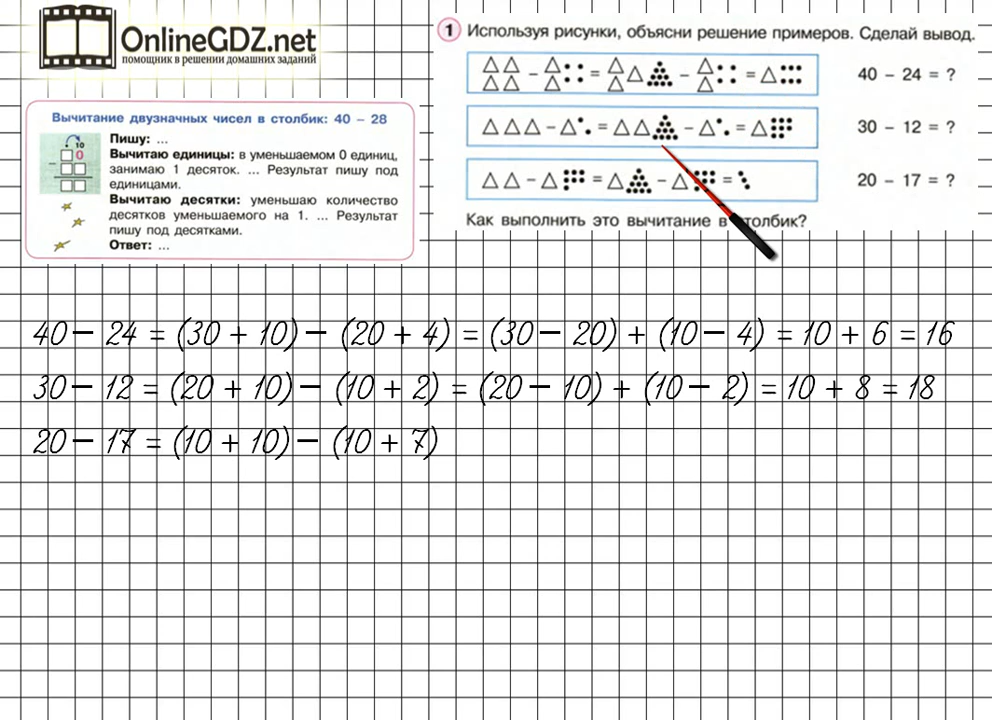 OnlineGDZ.net
помощник в решении домашних заданий
Вычитание двузначных чисел в столбик: 40 – 28
10
0
Пишу: ...
Вычитаю единицы: в уменьшаемом 0 единиц,
занимаю 1 десяток. ... Результат пишу под
единицами.
Вычитаю десятки: уменьшаю количество
десятков уменьшаемого на 1. ... Результат
пишу под десятками.
Ответ: ...
1 Используя рисунки, объясни решение примеров. Сделай вывод.
40 – 24 = ?
30 – 12 = ?
20 – 17 = ?
Как выполнить это вычитание в столбик?
40 – 24 = (30 + 10) – (20 + 4) = (30 – 20) + (10 – 4) = 10 + 6 = 16
30 – 12 = (20 + 10) – (10 + 2) = (20 – 10) + (10 – 2) = 10 + 8 = 18
20 – 17 = (10 + 10) – (10 + 7)